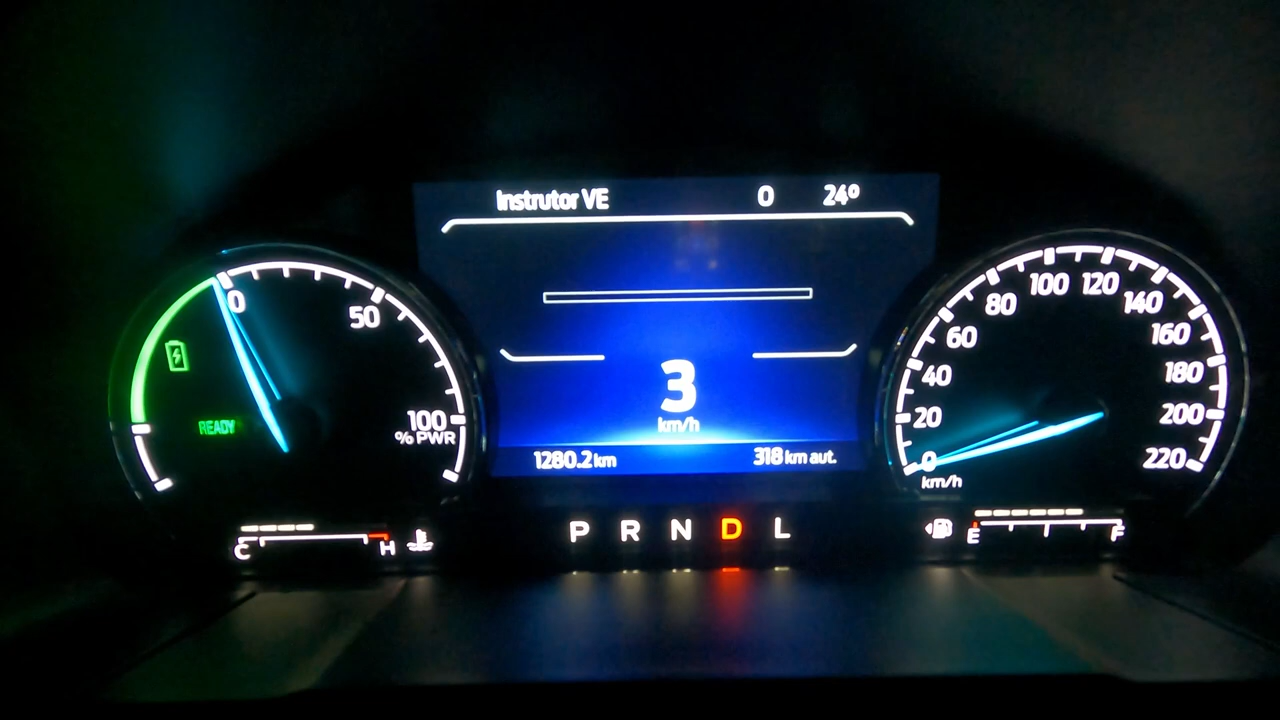 Instrutor VE 0 24°
0
50
100
% PWR
READY
3
km/h
1280.2 km 318 km aut.
0
20
40
60
80
100
120
140
160
180
200
220
km/h
C H
P R N D L
E F